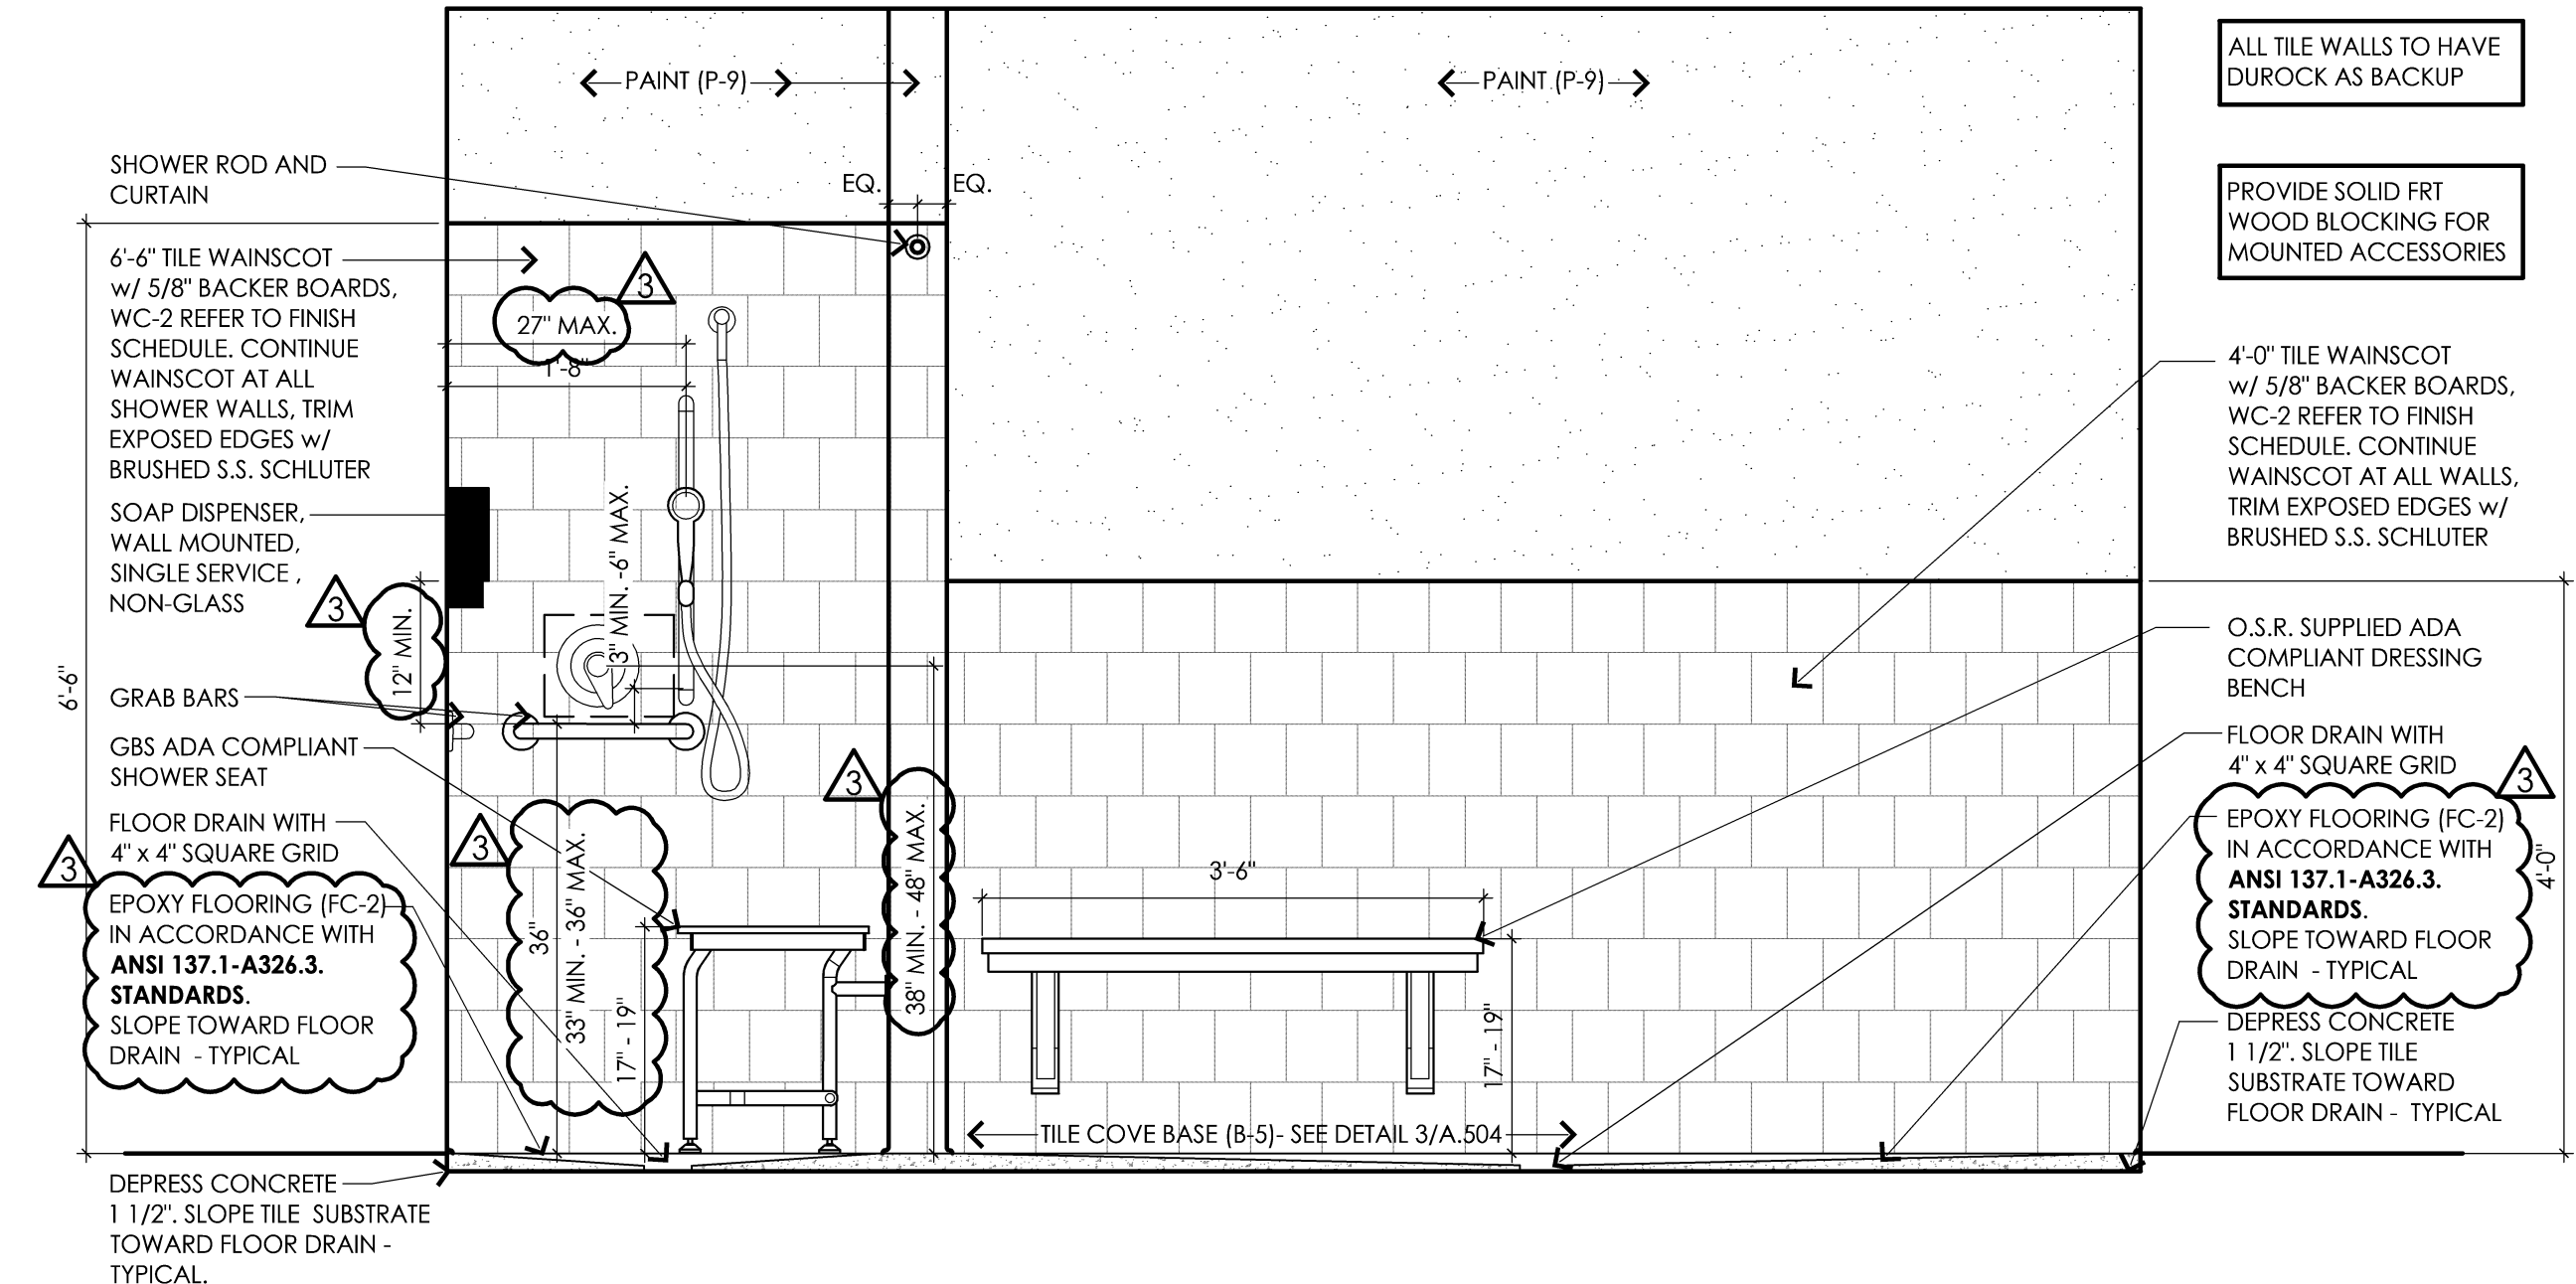 PAINT (P-9)
PAINT (P-9)
ALL TILE WALLS TO HAVE
DUROCK AS BACKUP
PROVIDE SOLID FRT
WOOD BLOCKING FOR
MOUNTED ACCESSORIES
SHOWER ROD AND
CURTAIN
EQ.
EQ.
6'-6" TILE WAINSCOT
w/ 5/8" BACKER BOARDS,
WC-2 REFER TO FINISH
SCHEDULE. CONTINUE
WAINSCOT AT ALL
SHOWER WALLS, TRIM
EXPOSED EDGES w/
BRUSHED S.S. SCHLUTER
SOAP DISPENSER,
WALL MOUNTED,
SINGLE SERVICE ,
NON-GLASS
3
12" MIN.
6'-6"
GRAB BARS
GBS ADA COMPLIANT
SHOWER SEAT
FLOOR DRAIN WITH
4" x 4" SQUARE GRID
3
EPOXY FLOORING (FC-2)
IN ACCORDANCE WITH
ANSI 137.1-A326.3.
STANDARDS.
SLOPE TOWARD FLOOR
DRAIN - TYPICAL
DEPRESS CONCRETE
1 1/2". SLOPE TILE SUBSTRATE
TOWARD FLOOR DRAIN -
TYPICAL.
3
27" MAX.
1'-8"
3" MIN. -6" MAX.
3
36"
33" MIN. - 36" MAX.
17" - 19"
3
38" MIN. - 48" MAX.
3'-6"
17" - 19"
TILE COVE BASE (B-5)- SEE DETAIL 3/A.504
4'-0" TILE WAINSCOT
w/ 5/8" BACKER BOARDS,
WC-2 REFER TO FINISH
SCHEDULE. CONTINUE
WAINSCOT AT ALL WALLS,
TRIM EXPOSED EDGES w/
BRUSHED S.S. SCHLUTER
O.S.R. SUPPLIED ADA
COMPLIANT DRESSING
BENCH
FLOOR DRAIN WITH
4" x 4" SQUARE GRID
3
EPOXY FLOORING (FC-2)
IN ACCORDANCE WITH
ANSI 137.1-A326.3.
STANDARDS.
SLOPE TOWARD FLOOR
DRAIN - TYPICAL
4'-0"
DEPRESS CONCRETE
1 1/2". SLOPE TILE
SUBSTRATE TOWARD
FLOOR DRAIN - TYPICAL